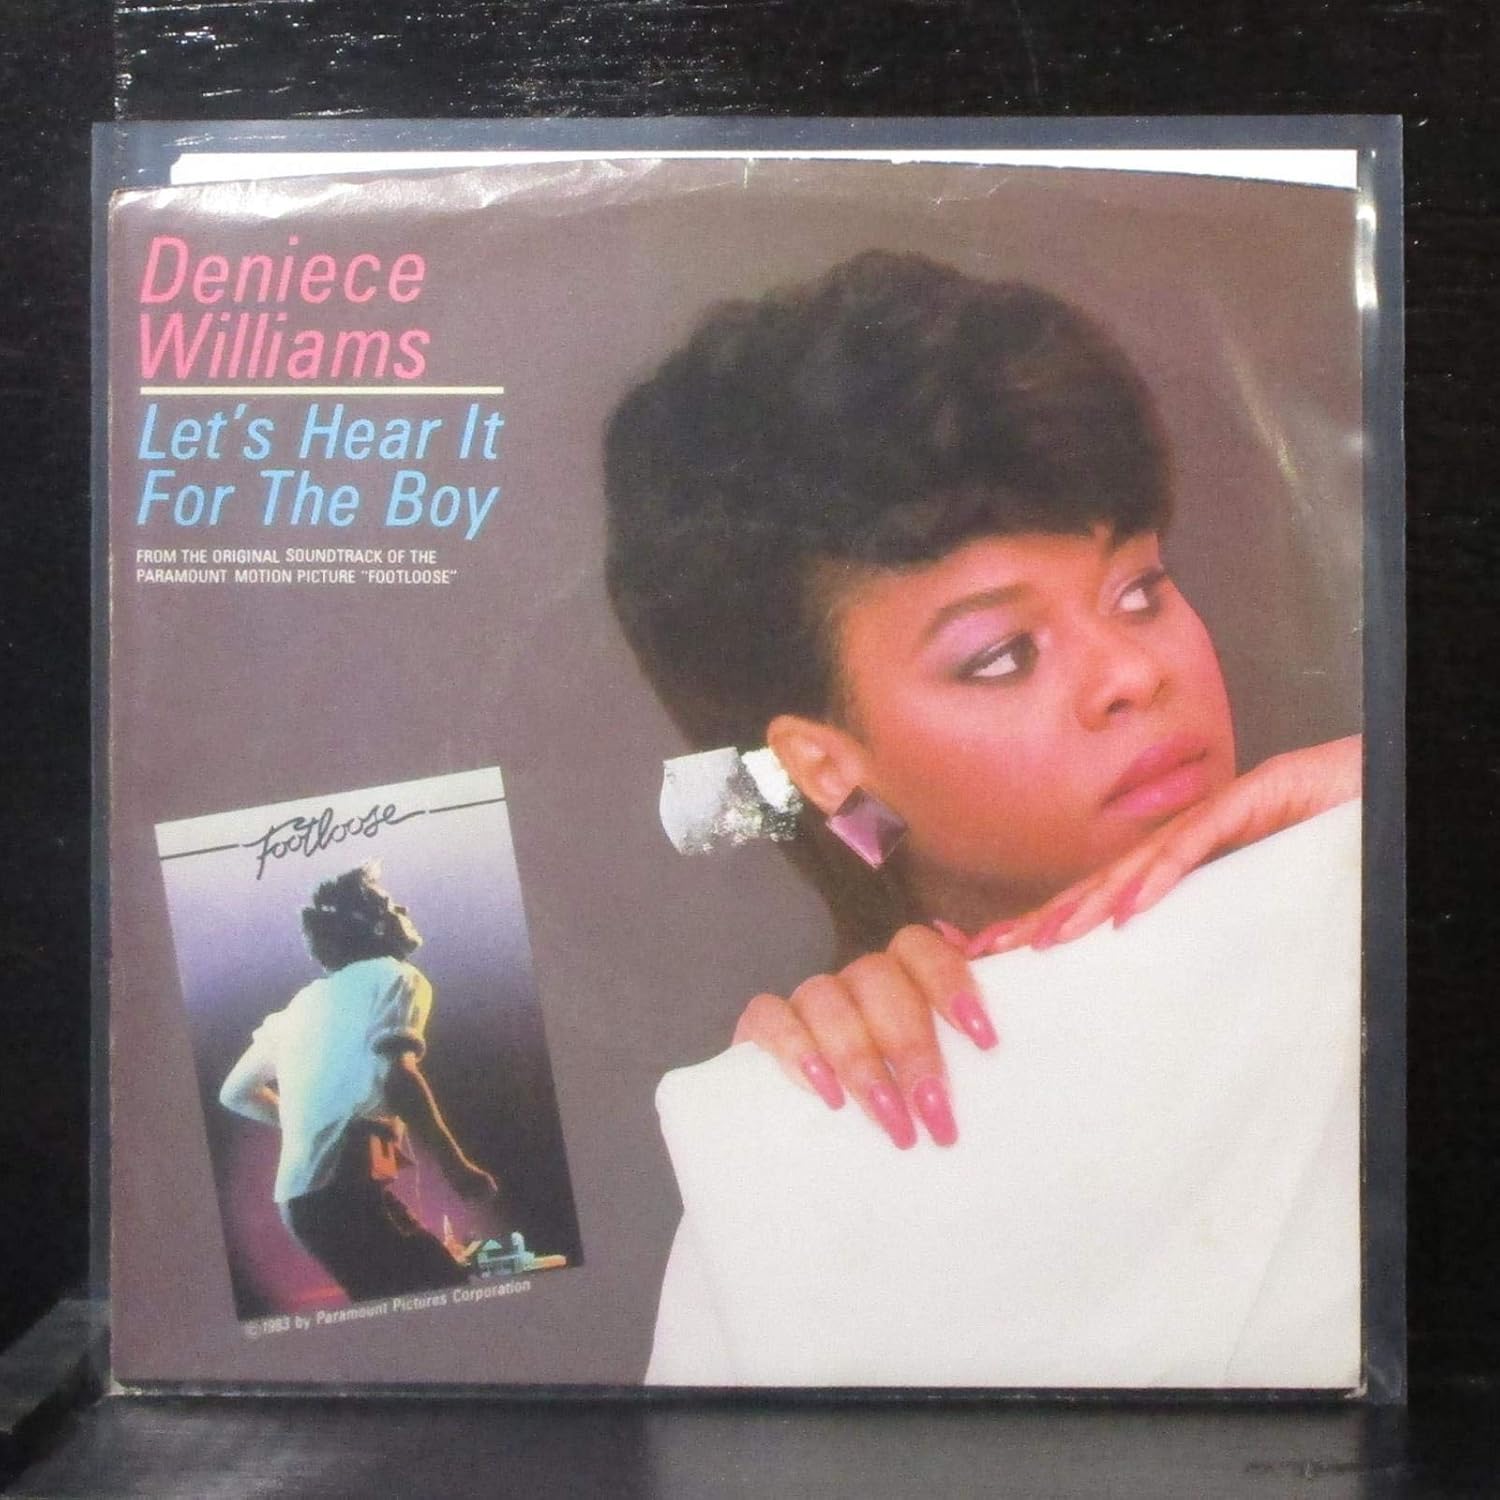 Deniece
Williams
Let's Hear It
For The Boy
FROM THE ORIGINAL SOUNDTRACK OF THE
PARAMOUNT MOTION PICTURE "FOOTLOOSE"
Footloose
© 1983 by Paramount Pictures Corporation